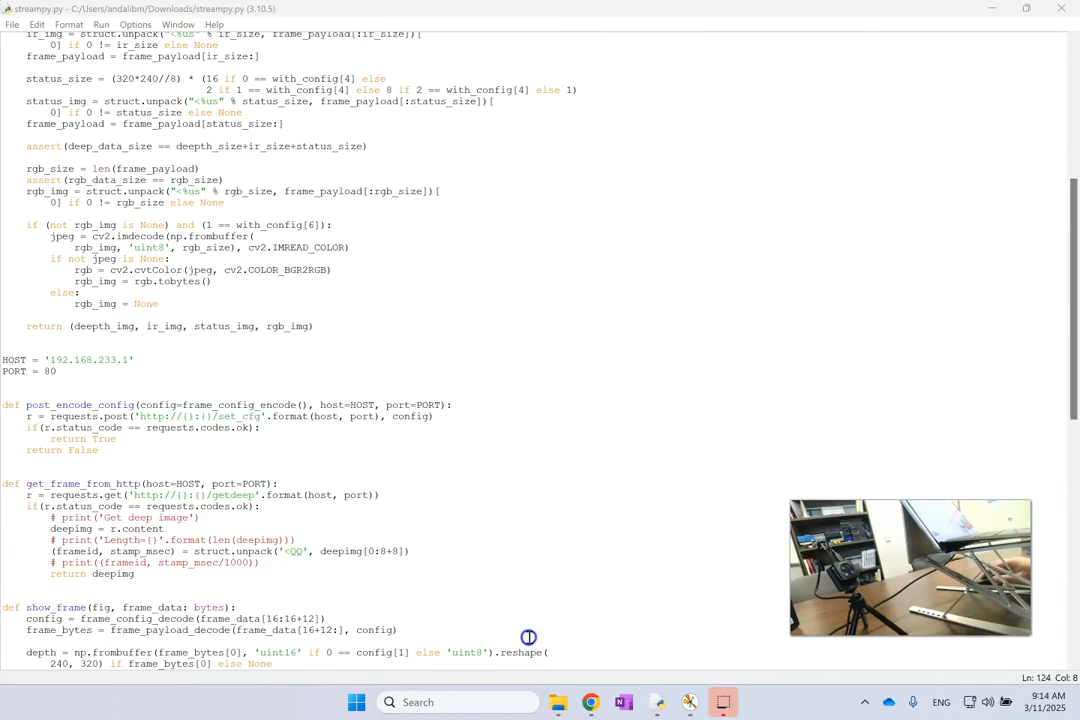 streampy.py - C:/Users/andalibm/Downloads/streampy.py (3.10.5)
File Edit Format Run Options Window Help
ir_img = struct.unpack("<%us" % ir_size, frame_payload[:ir_size])[
0] if 0 != ir_size else None
frame_payload = frame_payload[ir_size:]
status_size = (320*240//8) * (16 if 0 == with_config[4] else
2 if 1 == with_config[4] else 8 if 2 == with_config[4] else 1)
status_img = struct.unpack("<%us" % status_size, frame_payload[:status_size])[
0] if 0 != status_size else None
frame_payload = frame_payload[status_size:]
assert(deep_data_size == deepth_size+ir_size+status_size)
rgb_size = len(frame_payload)
assert(rgb_data_size == rgb_size)
rgb_img = struct.unpack("<%us" % rgb_size, frame_payload[:rgb_size])[
0] if 0 != rgb_size else None
if (not rgb_img is None) and (1 == with_config[6]):
jpeg = cv2.imdecode(np.frombuffer(
rgb_img, 'uint8', rgb_size), cv2.IMREAD_COLOR)
if not jpeg is None:
rgb = cv2.cvtColor(jpeg, cv2.COLOR_BGR2RGB)
rgb_img = rgb.tobytes()
else:
rgb_img = None
return (deepth_img, ir_img, status_img, rgb_img)
HOST = '192.168.233.1'
PORT = 80
def post_encode_config(config=frame_config_encode(), host=HOST, port=PORT):
r = requests.post('http://{}:{}/set_cfg'.format(host, port), config)
if(r.status_code == requests.codes.ok):
return True
return False
def get_frame_from_http(host=HOST, port=PORT):
r = requests.get('http://{}:{}/getdeep'.format(host, port))
if(r.status_code == requests.codes.ok):
# print('Get deep image')
deepimg = r.content
# print('Length={}'.format(len(deepimg)))
(frameid, stamp_msec) = struct.unpack('<QQ', deepimg[0:8+8])
# print((frameid, stamp_msec/1000))
return deepimg
def show_frame(fig, frame_data: bytes):
config = frame_config_decode(frame_data[16:16+12])
frame_bytes = frame_payload_decode(frame_data[16+12:], config)
depth = np.frombuffer(frame_bytes[0], 'uint16' if 0 == config[1] else 'uint8').reshape(
240, 320) if frame_bytes[0] else None
Ln: 124 Col: 8
Search
ENG
9:14 AM
3/11/2025